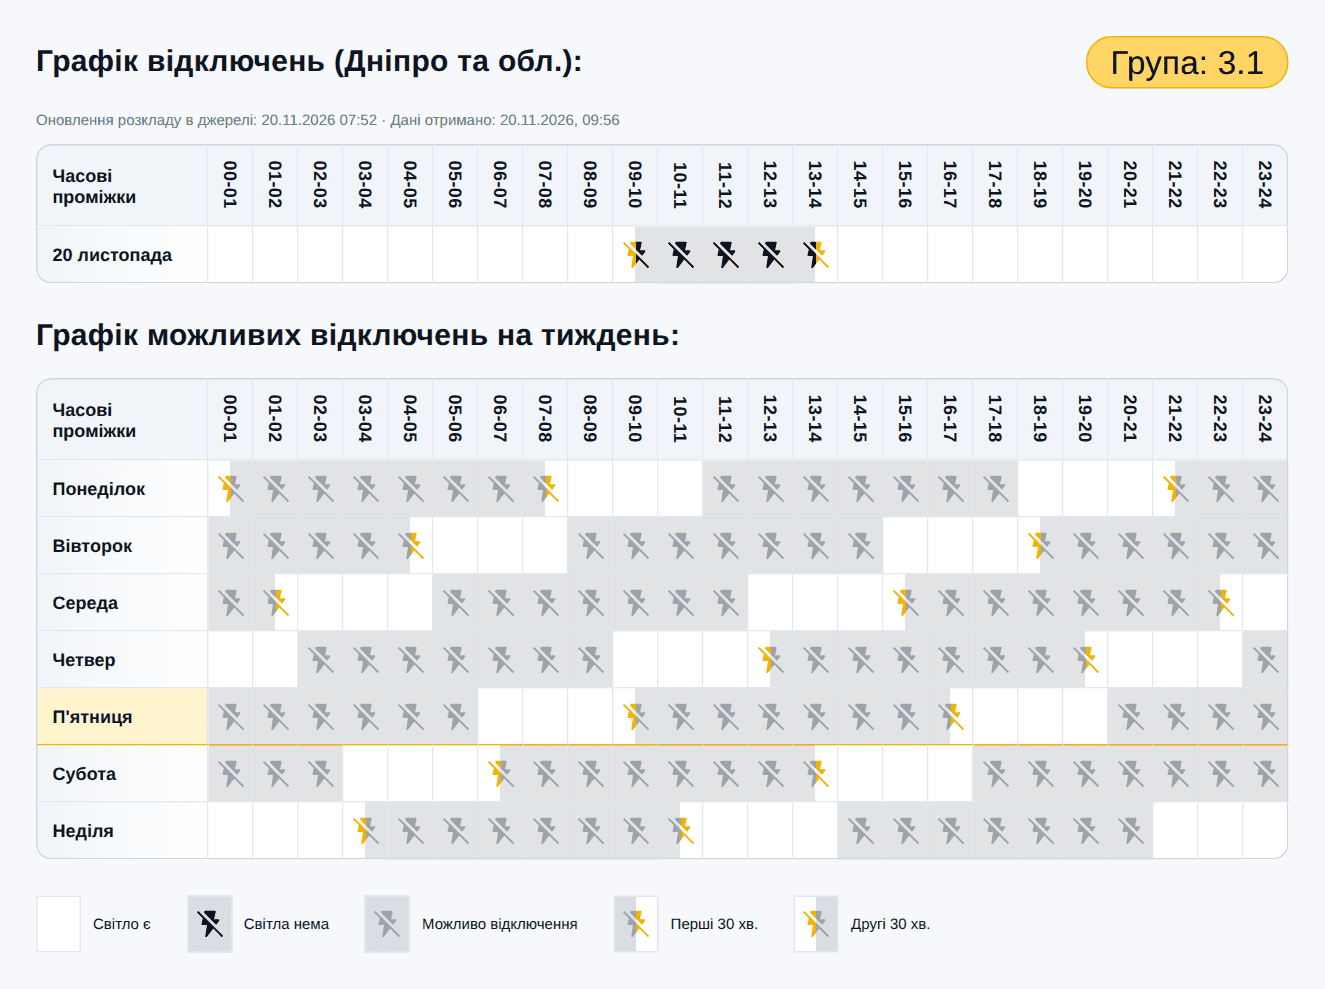 Графік відключень (Дніпро та обл.):
Група: 3.1
Оновлення розкладу в джерелі: 20.11.2026 07:52 · Дані отримано: 20.11.2026, 09:56
Часові проміжки 00-01 01-02 02-03 03-04 04-05 05-06 06-07 07-08 08-09 09-10 10-11 11-12 12-13 13-14 14-15 15-16 16-17 17-18 18-19 19-20 20-21 21-22 22-23 23-24
20 листопада
Графік можливих відключень на тиждень:
Часові проміжки 00-01 01-02 02-03 03-04 04-05 05-06 06-07 07-08 08-09 09-10 10-11 11-12 12-13 13-14 14-15 15-16 16-17 17-18 18-19 19-20 20-21 21-22 22-23 23-24
Понеділок
Вівторок
Середа
Четвер
П'ятниця
Субота
Неділя
Світло є Світла нема Можливо відключення Перші 30 хв. Другі 30 хв.